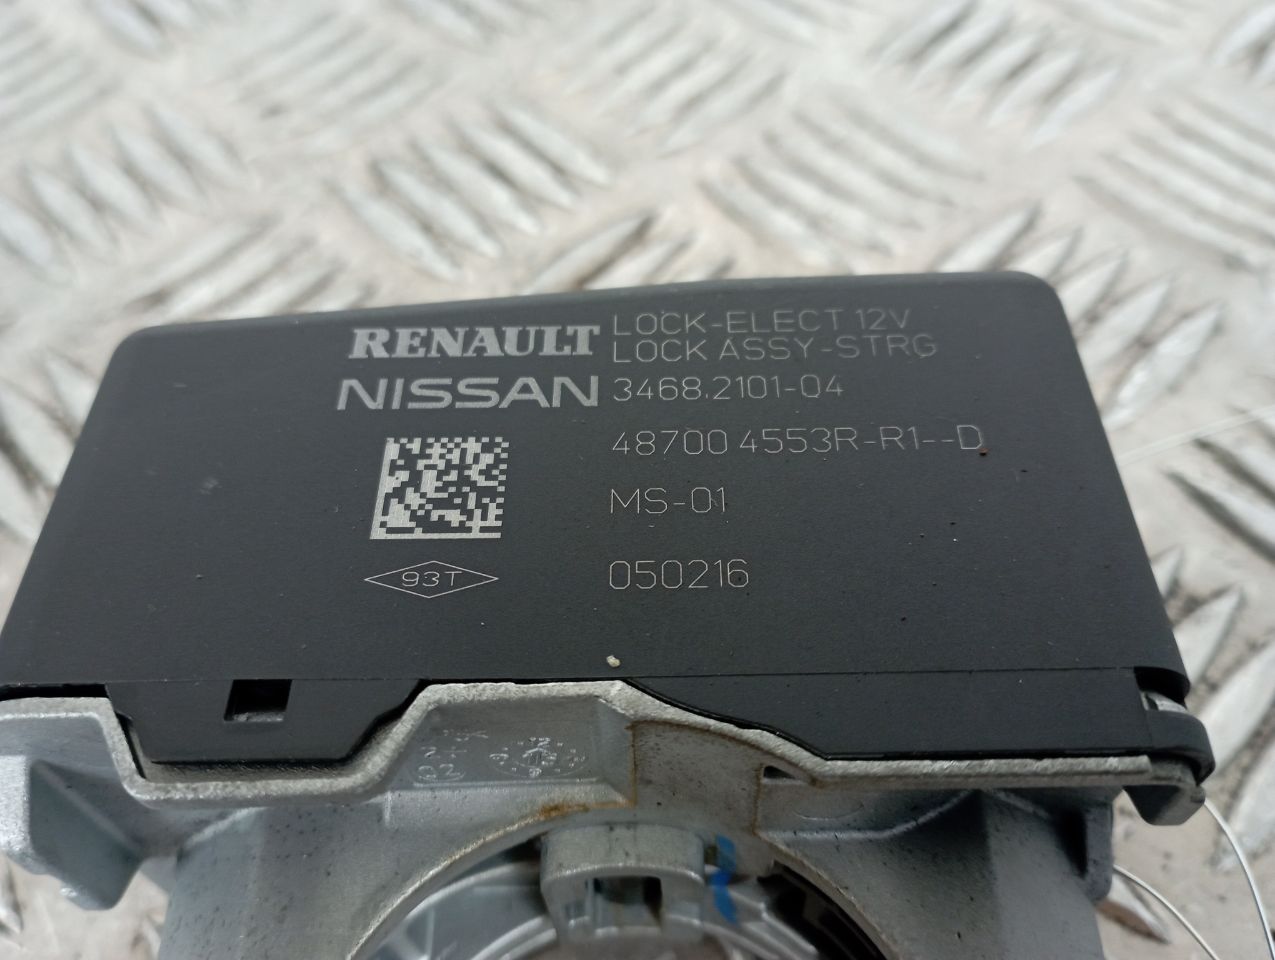 RENAULT LOCK-ELECT 12V
LOCK ASSY-STRG
NISSAN 3468.2101-04
48700 4553R-R1--D
MS-01
93T 050216